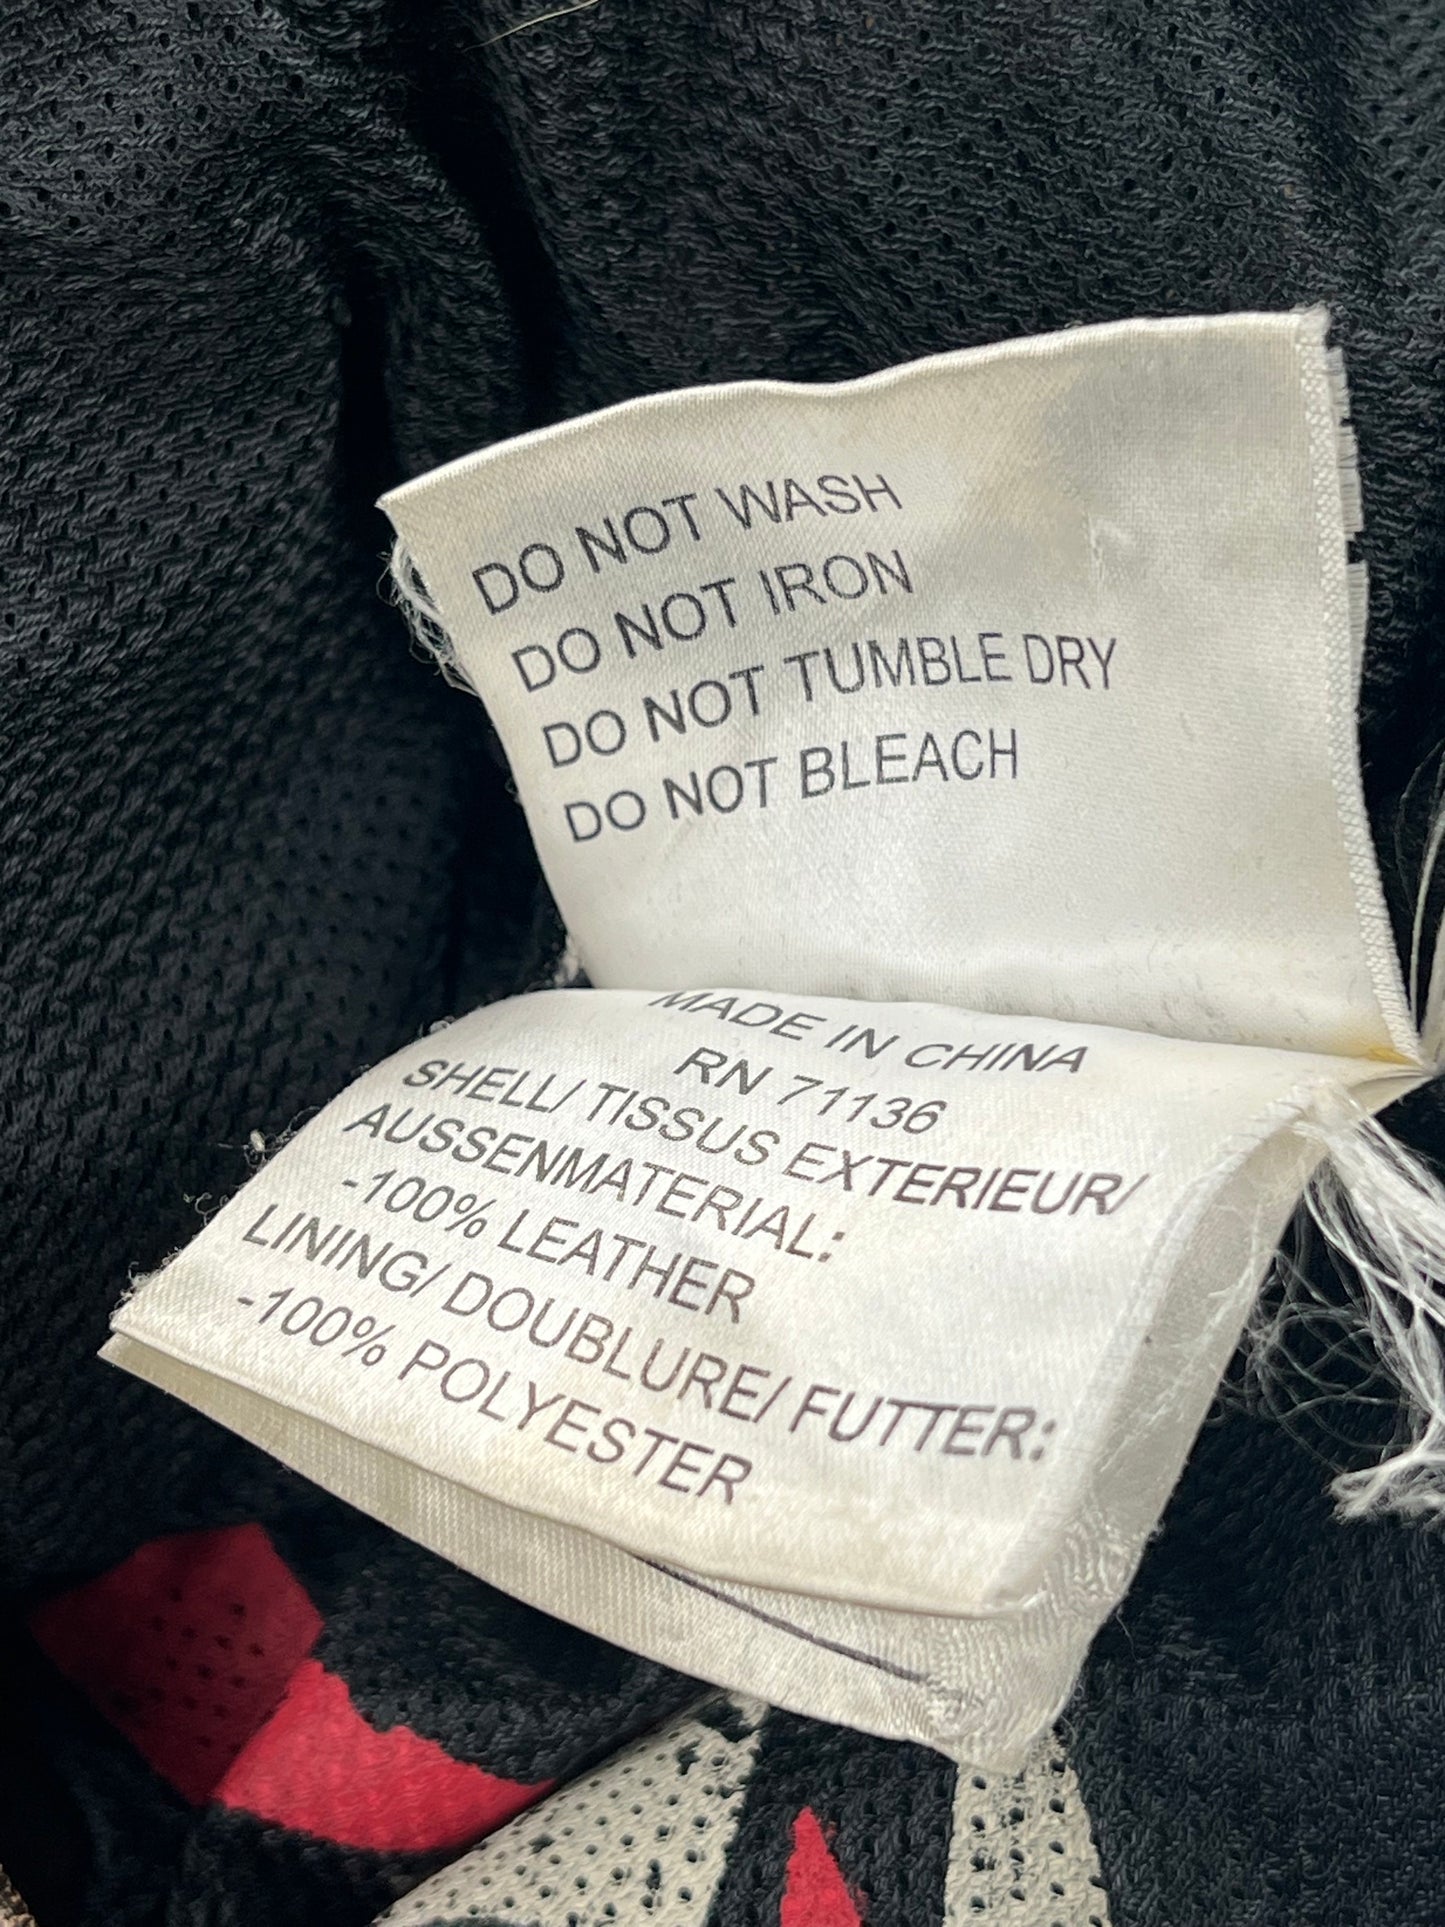 DO NOT WASH
DO NOT IRON
DO NOT TUMBLE DRY
DO NOT BLEACH
MADE IN CHINA
RN 71136
SHELL/ TISSUS EXTERIEUR/
AUSSENMATERIAL:
-100% LEATHER
LINING/ DOUBLURE/ FUTTER:
-100% POLYESTER